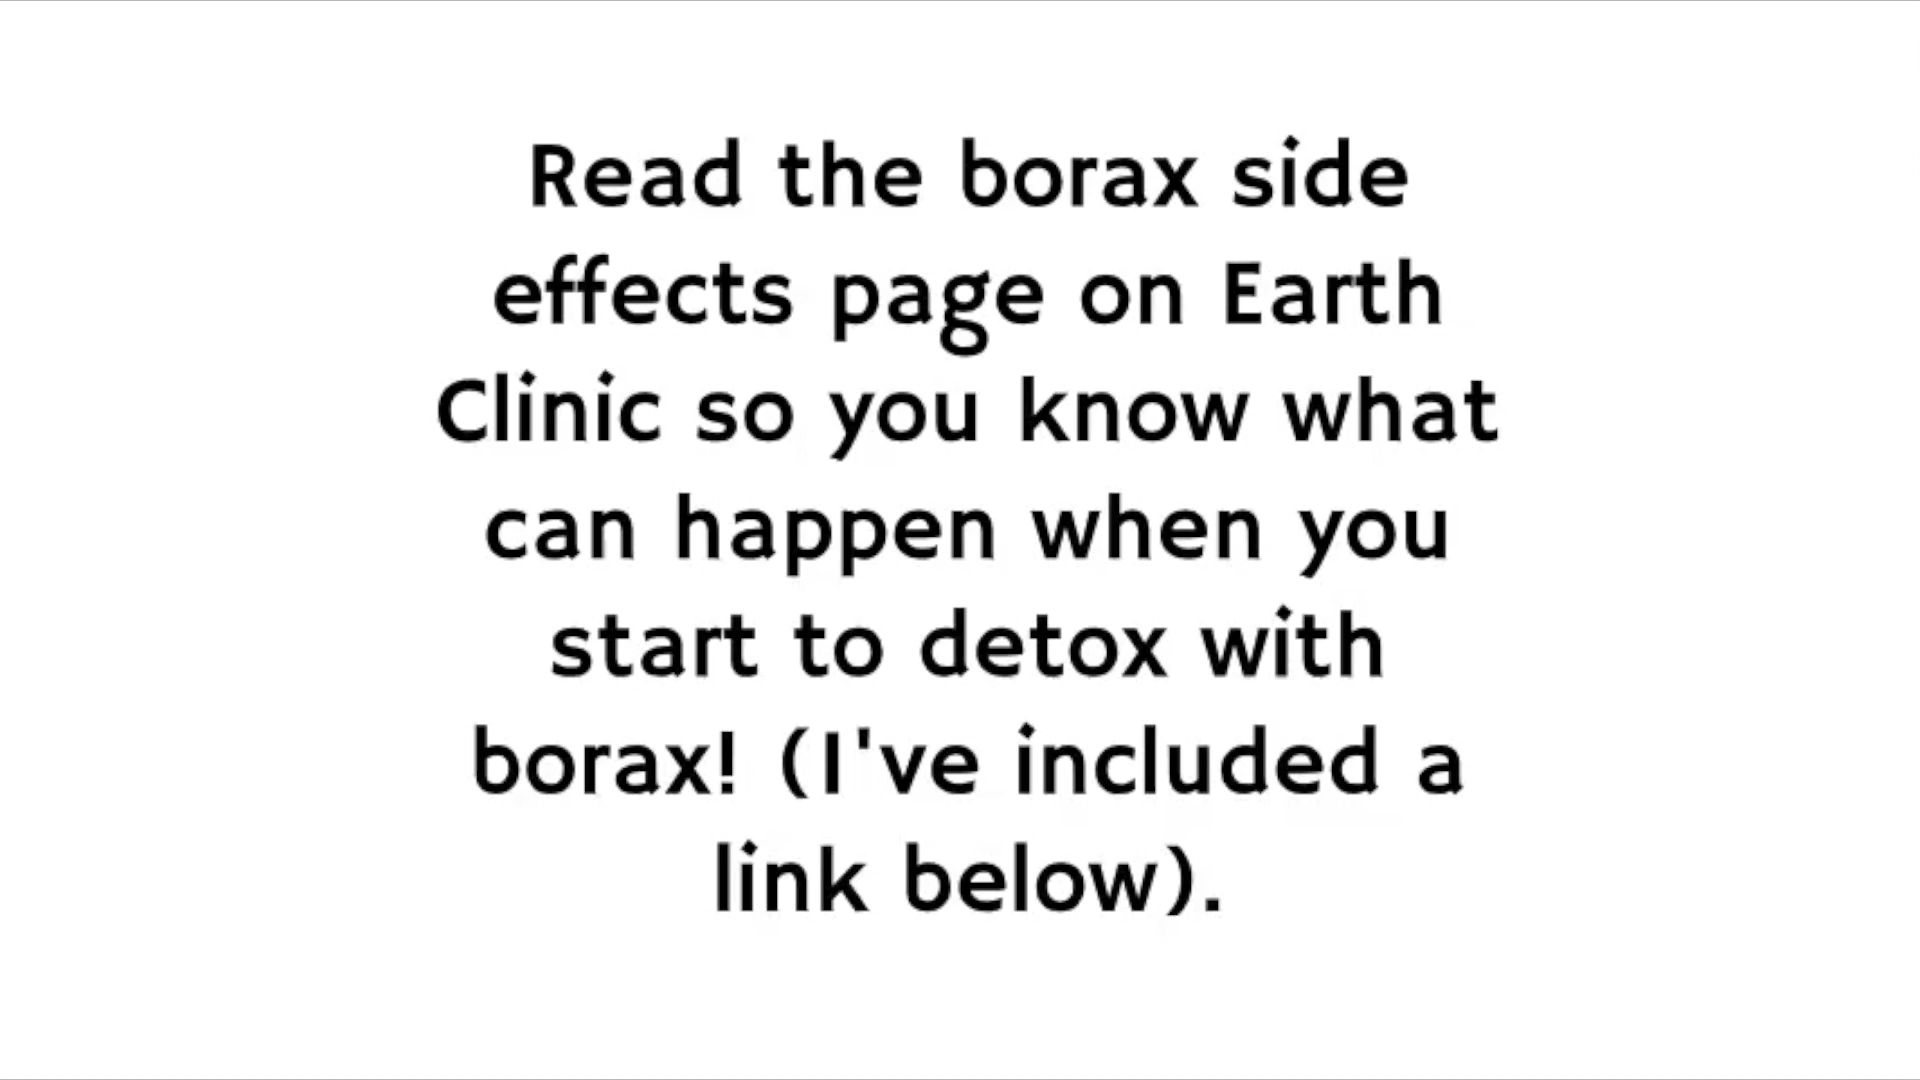 Read the borax side
effects page on Earth
Clinic so you know what
can happen when you
start to detox with
borax! (I've included a
link below).